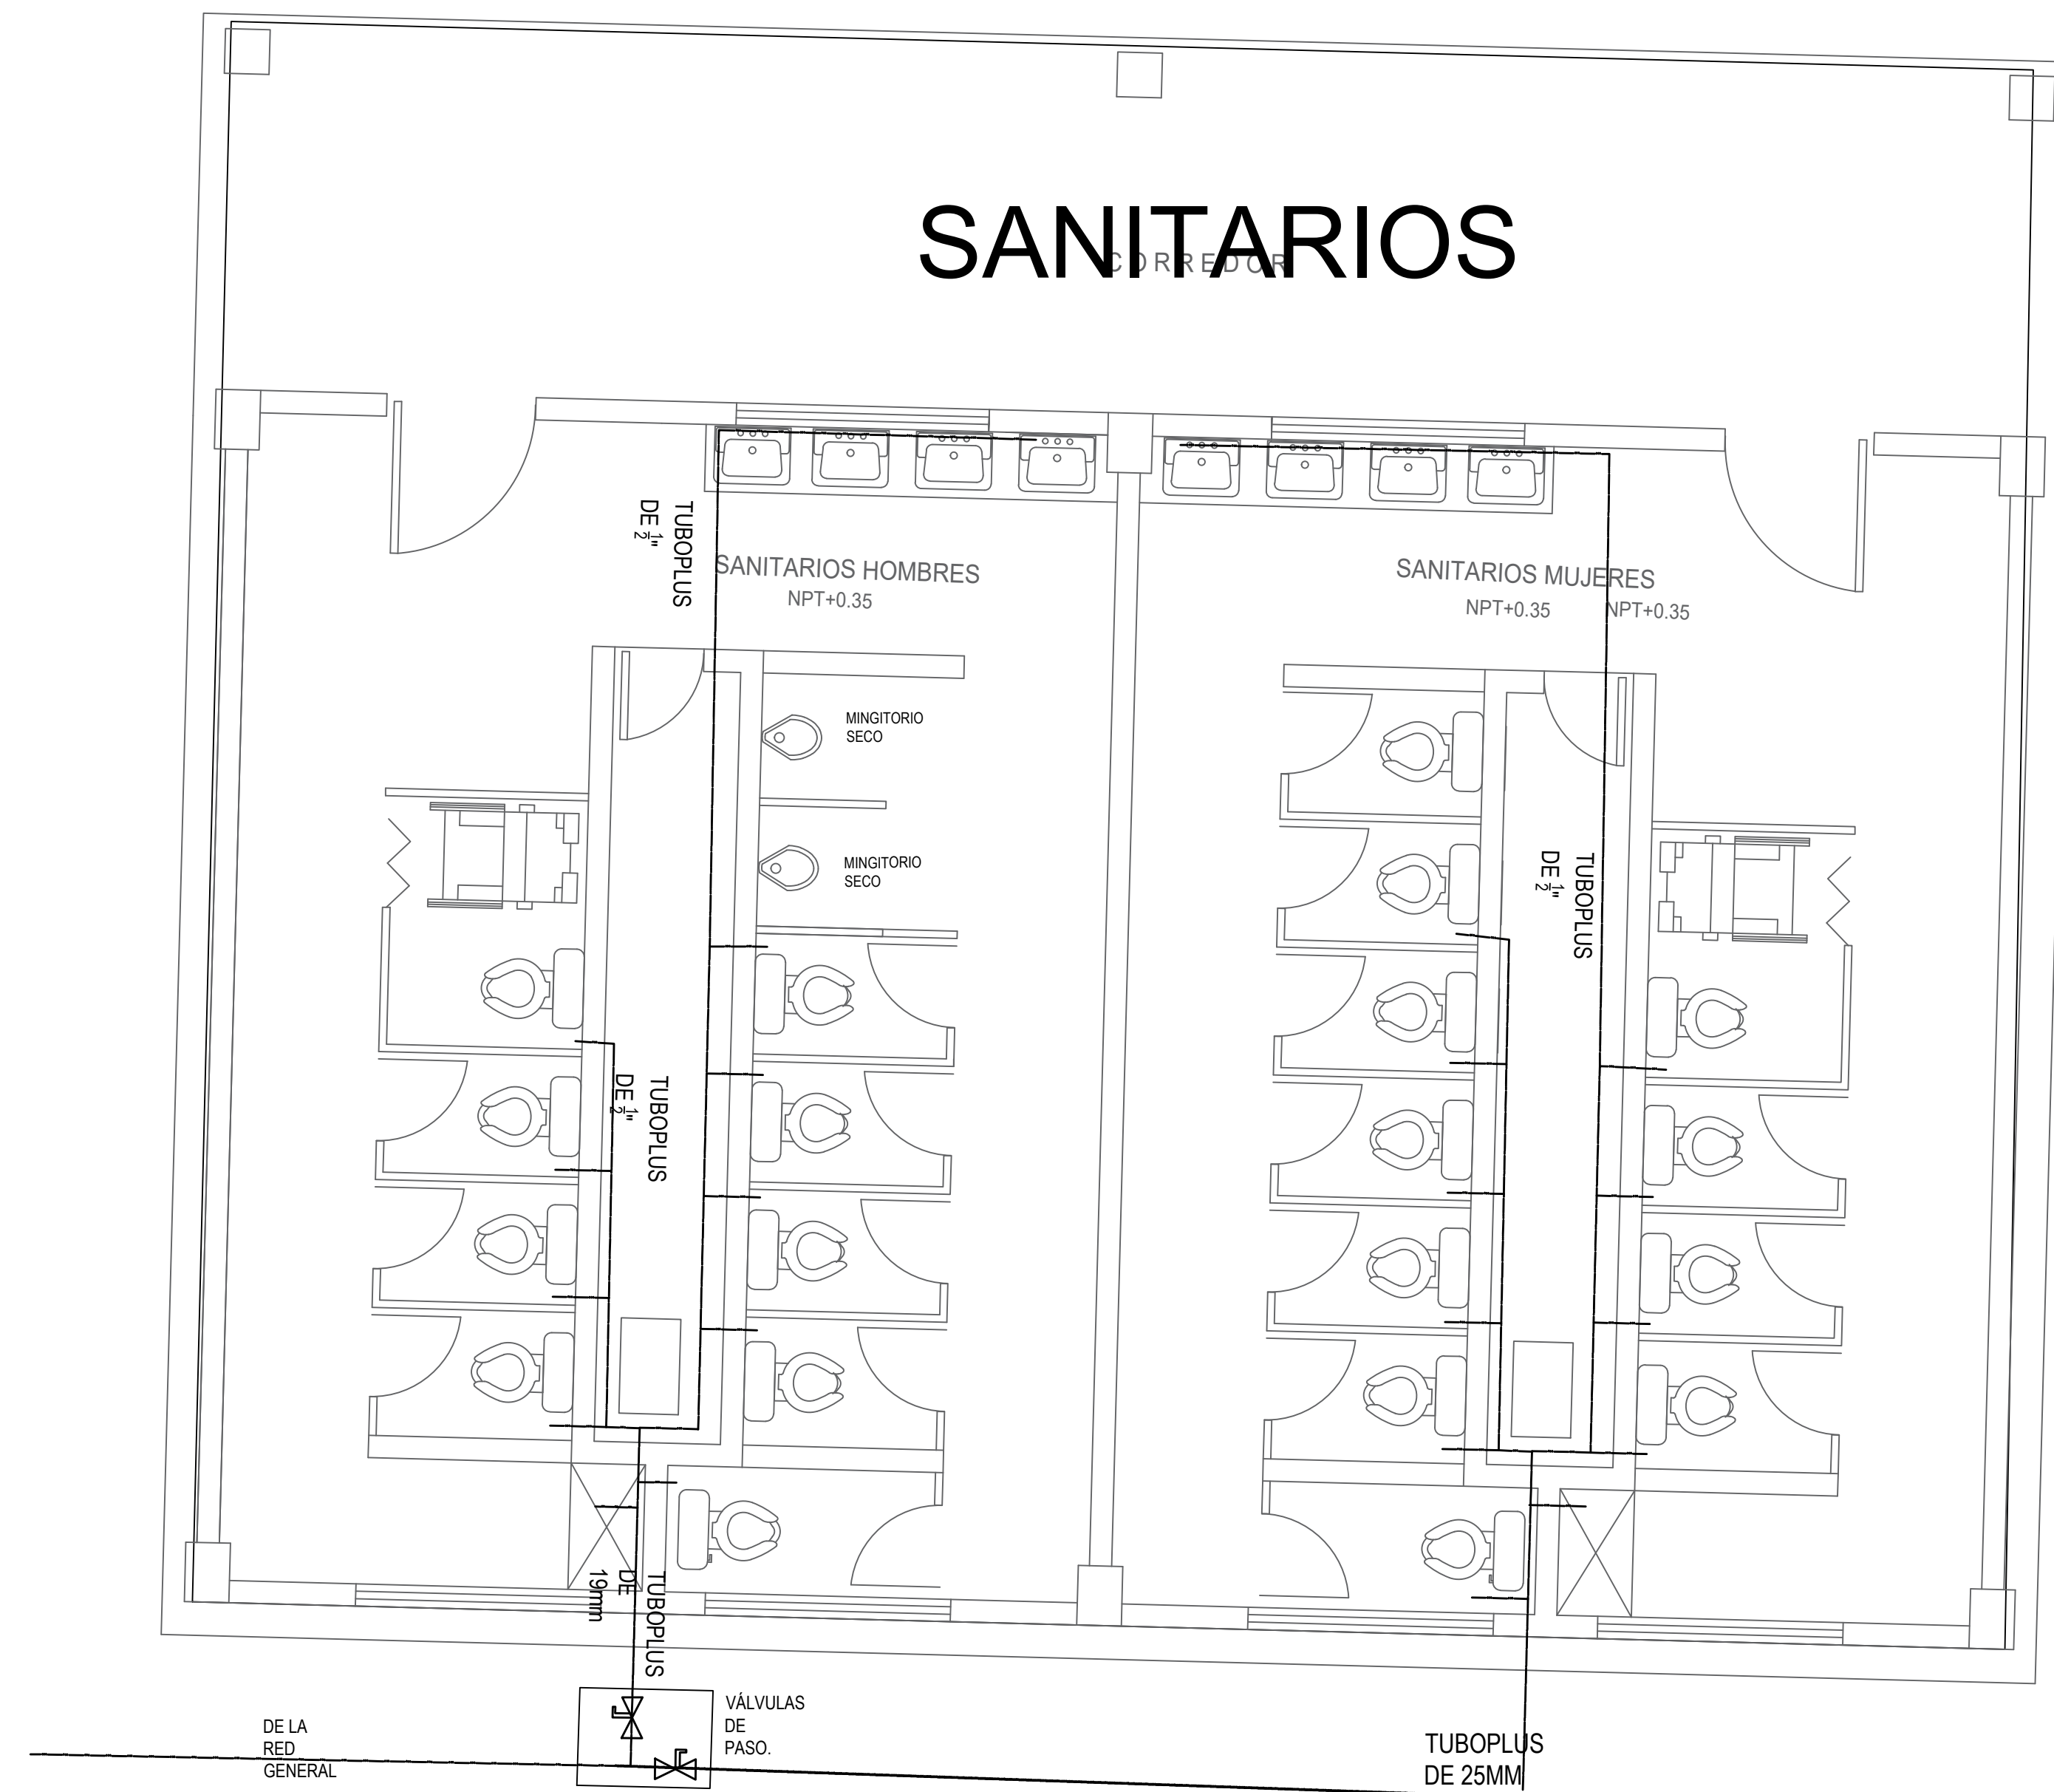 SANITARIOS
CORREDOR
TUBOPLUS
DE 1/2"
SANITARIOS HOMBRES
NPT+0.35
SANITARIOS MUJERES
NPT+0.35
NPT+0.35
MINGITORIO
SECO
MINGITORIO
SECO
TUBOPLUS
DE 1/2"
TUBOPLUS
DE 1/2"
TUBOPLUS
DE
19mm
VÁLVULAS
DE
PASO.
DE LA
RED
GENERAL
TUBOPLUS
DE 25MM